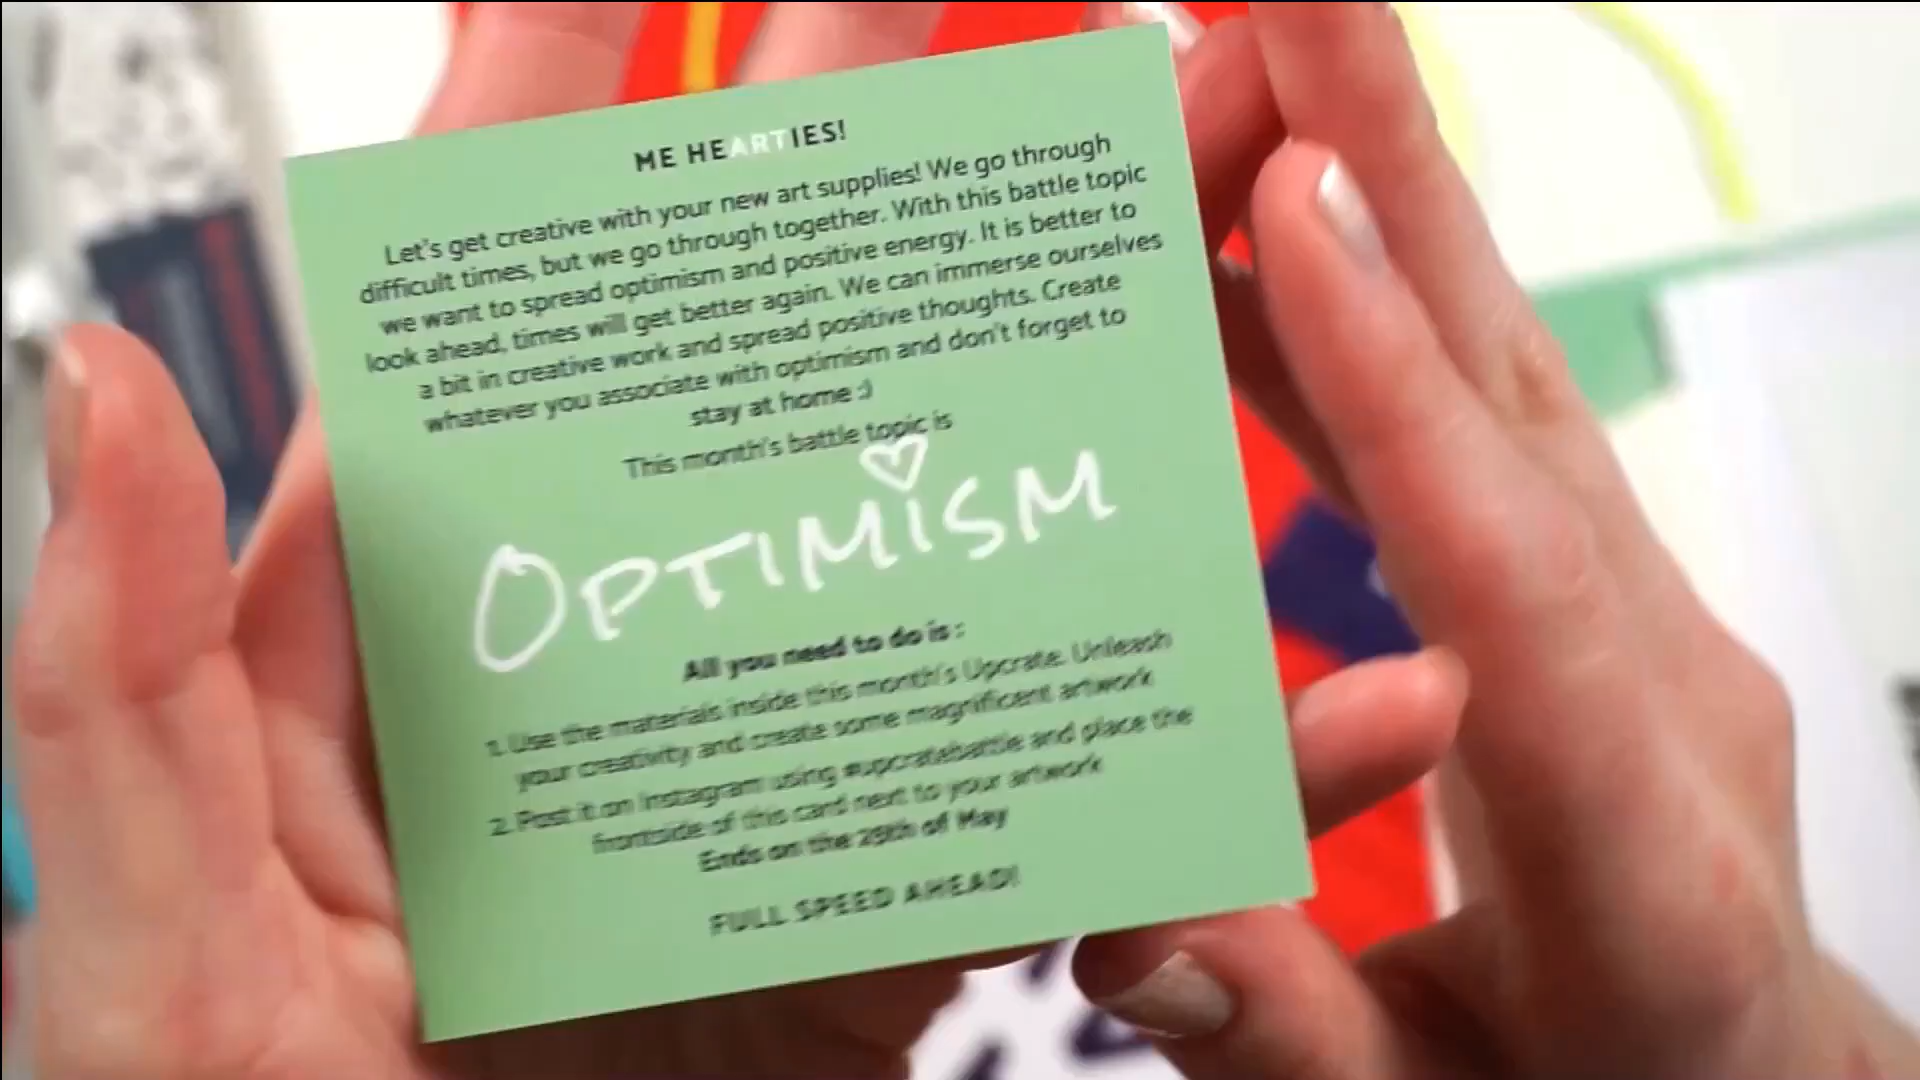 ME HEARTIES!
Let's get creative with your new art supplies! We go through
difficult times, but we go through together. With this battle topic
we want to spread optimism and positive energy. It is better to
look ahead, times will get better again. We can immerse ourselves
a bit in creative work and spread positive thoughts. Create
whatever you associate with optimism and don't forget to
stay at home :)
This month's battle topic is
OPTIMISM
All you need to do is :
1. Use the materials inside this month's Upcrate. Unleash
your creativity and create some magnificent artwork
2. Post it on Instagram using #upcratebattle and place the
frontside of this card next to your artwork
Ends on the of May
FULL SPEED AHEAD!